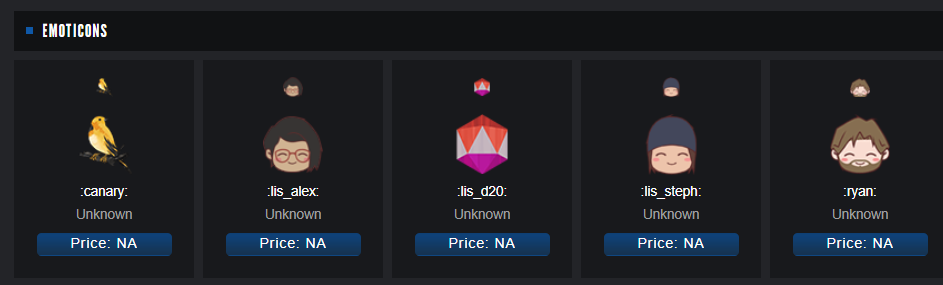 EMOTICONS
:canary: :lis_alex: :lis_d20: :lis_steph: :ryan:
Unknown Unknown Unknown Unknown Unknown
Price: NA Price: NA Price: NA Price: NA Price: NA